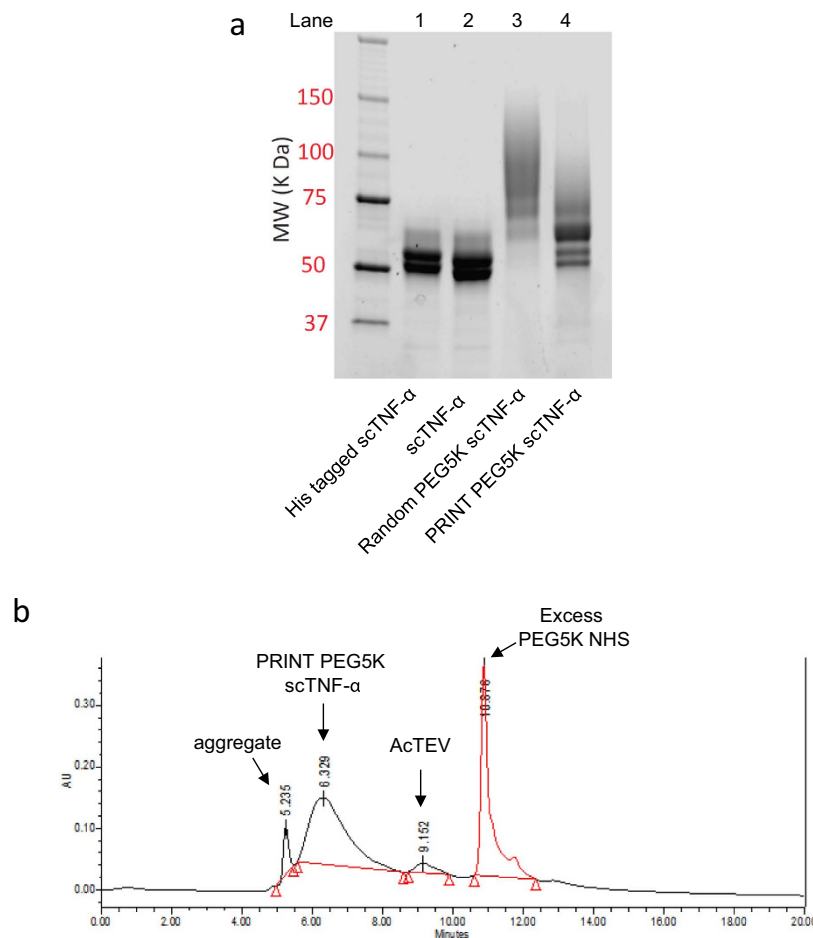 a
Lane 1 2 3 4
150
100
75
50
37
MW (K Da)
His tagged scTNF-α
scTNF-α
Random PEG5K scTNF-α
PRINT PEG5K scTNF-α
b
Excess
PEG5K NHS
PRINT PEG5K
scTNF-α
aggregate
AcTEV
5.235
6.329
9.152
10.876
AU
0.30
0.20
0.10
0.00
0.00 2.00 4.00 6.00 8.00 10.00 12.00 14.00 16.00 18.00 20.00
Minutes